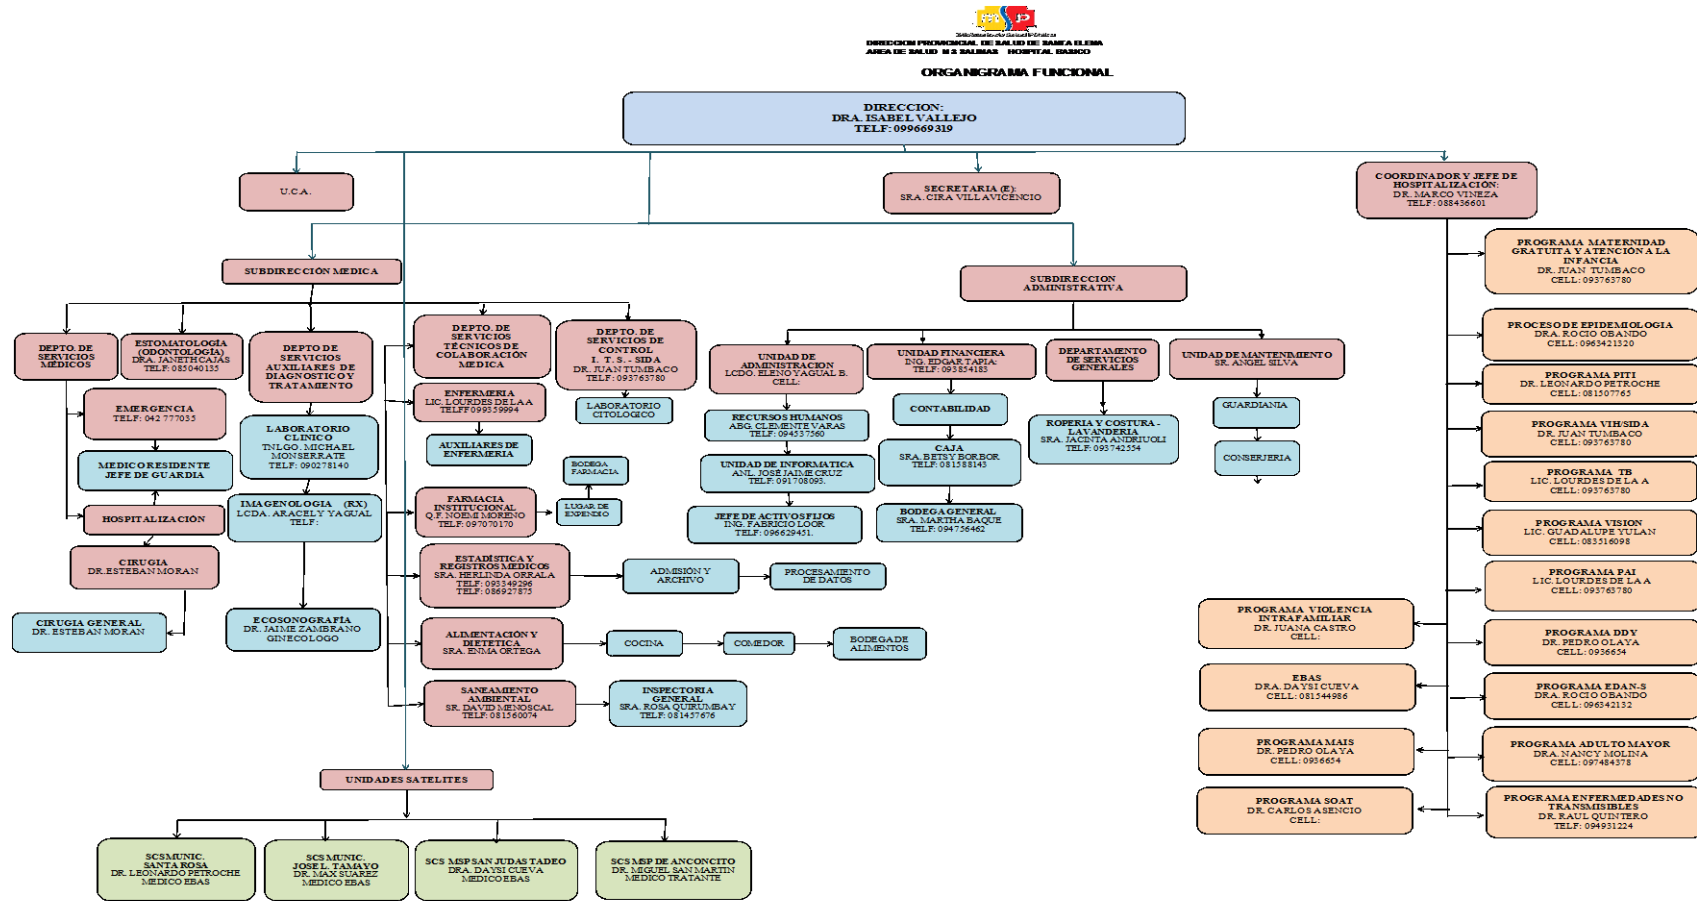 DIRECCION PROVINCIAL DE SALUD DE SANTA ELENA
AREA DE SALUD N 2 SALINAS HOSPITAL BASICO
ORGANIGRAMA FUNCIONAL
DIRECCION:
DRA. ISABEL VALLEJO
TELF: 099669319
U.C.A.
SECRETARIA (E):
SRA. CIRA VILLAVICENCIO
COORDINADOR Y JEFE DE
HOSPITALIZACIÓN:
DR. MARCO VINEZA
TELF: 088436601
SUBDIRECCIÓN MEDICA
SUBDIRECCION
ADMINISTRATIVA
DEPTO. DE
SERVICIOS
MÉDICOS
ESTOMATOLOGÍA
(ODONTOLOGÍA)
DRA. JANETH CAJAS
TELF: 085040135
DEPTO DE
SERVICIOS
AUXILIARES DE
DIAGNOSTICO Y
TRATAMIENTO
DEPTO. DE
SERVICIOS
TÉCNICOS DE
COLABORACIÓN
MEDICA
DEPTO. DE
SERVICIOS DE
CONTROL
I. T. S. - SIDA
DR. JUAN TUMBACO
TELF: 093763780
EMERGENCIA
TELF: 042 777035
MEDICO RESIDENTE
JEFE DE GUARDIA
HOSPITALIZACIÓN
CIRUGIA
DR. ESTEBAN MORAN
CIRUGIA GENERAL
DR. ESTEBAN MORAN
LABORATORIO
CLINICO
TNLGO. MICHAEL
MONSERRATE
TELF: 090278140
IMAGENOLOGIA (RX)
LCDA. ARACELY YAGUAL
TELF:
ECOSONOGRAFÍA
DR. JAIME ZAMBRANO
GINECOLOGO
ENFERMERIA
LIC. LOURDES DE LA A
TELFF 099359994
AUXILIARES DE
ENFERMERIA
FARMACIA
INSTITUCIONAL
Q.F. NOEMI MORENO
TELF: 097070170
LUGAR DE
EXPENDIO
BODEGA
FARMACIA
ESTADÍSTICA Y
REGISTROS MEDICOS
SRA. HERLINDA ORRALA
TELF: 093349296
TELF: 086927875
ADMISIÓN Y
ARCHIVO
PROCESAMIENTO
DE DATOS
ALIMENTACIÓN Y
DIETETICA
SRA. ENMA ORTEGA
COCINA
COMEDOR
BODEGA DE
ALIMENTOS
SANEAMIENTO
AMBIENTAL
SR. DAVID MENOSCAL
TELF: 081560074
INSPECTORIA
GENERAL
SRA. ROSA QUIRUMBAY
TELF: 081457676
LABORATORIO
CITOLOGICO
UNIDAD DE
ADMINISTRACION
LCDO. ELENO YAGUAL B.
CELL:
RECURSOS HUMANOS
ABG. CLEMENTE VARAS
TELF: 094537560
UNIDAD DE INFORMATICA
ANL. JOSÉ JAIME CRUZ
TELF: 091708093.
JEFE DE ACTIVOS FIJOS
ING. FABRICIO LOOR
TELF: 096629451.
UNIDAD FINANCIERA
ING. EDGAR TAPIA:
TELF: 093854183
CONTABILIDAD
CAJA
SRA. BETSY BORBOR
TELF: 081588143
BODEGA GENERAL
SRA. MARTHA BAQUE
TELF: 094756462
DEPARTAMENTO
DE SERVICIOS
GENERALES
ROPERIA Y COSTURA -
LAVANDERIA
SRA. JACINTA ANDRIUOLI
TELF: 093742554
UNIDAD DE MANTENIMIENTO
SR. ANGEL SILVA
GUARDIANIA
CONSERJERIA
PROGRAMA MATERNIDAD
GRATUITA Y ATENCIÓN A LA
INFANCIA
DR. JUAN TUMBACO
CELL: 093763780
PROCESO DE EPIDEMIOLOGIA
DRA. ROCIO OBANDO
CELL: 0963421320
PROGRAMA PITI
DR. LEONARDO PETROCHE
CELL: 081507765
PROGRAMA VIH/SIDA
DR. JUAN TUMBACO
CELL: 093763780
PROGRAMA TB
LIC. LOURDES DE LA A
CELL: 093763780
PROGRAMA VISION
LIC. GUADALUPE YULAN
CELL: 083516098
PROGRAMA PAI
LIC. LOURDES DE LA A
CELL: 093763780
PROGRAMA DDY
DR. PEDRO OLAYA
CELL: 0936654
PROGRAMA EDAN-S
DRA. ROCIO OBANDO
CELL: 096342132
PROGRAMA ADULTO MAYOR
DRA. NANCY MOLINA
CELL: 097484378
PROGRAMA ENFERMEDADES NO
TRANSMISIBLES
DR. RAUL QUINTERO
TELF: 094931224
PROGRAMA VIOLENCIA
INTRAFAMILIAR
DR. JUANA CASTRO
CELL:
EBAS
DRA. DAYSI CUEVA
CELL: 081544986
PROGRAMA MAIS
DR. PEDRO OLAYA
CELL: 0936654
PROGRAMA SOAT
DR. CARLOS ASENCIO
CELL:
UNIDADES SATELITES
SCS MUNIC.
SANTA ROSA
DR. LEONARDO PETROCHE
MEDICO EBAS
SCS MUNIC.
JOSE L. TAMAYO
DR. MAX SUAREZ
MEDICO EBAS
SCS MSP SAN JUDAS TADEO
DRA. DAYSI CUEVA
MEDICO EBAS
SCS MSP DE ANCONCITO
DR. MIGUEL SAN MARTIN
MEDICO TRATANTE